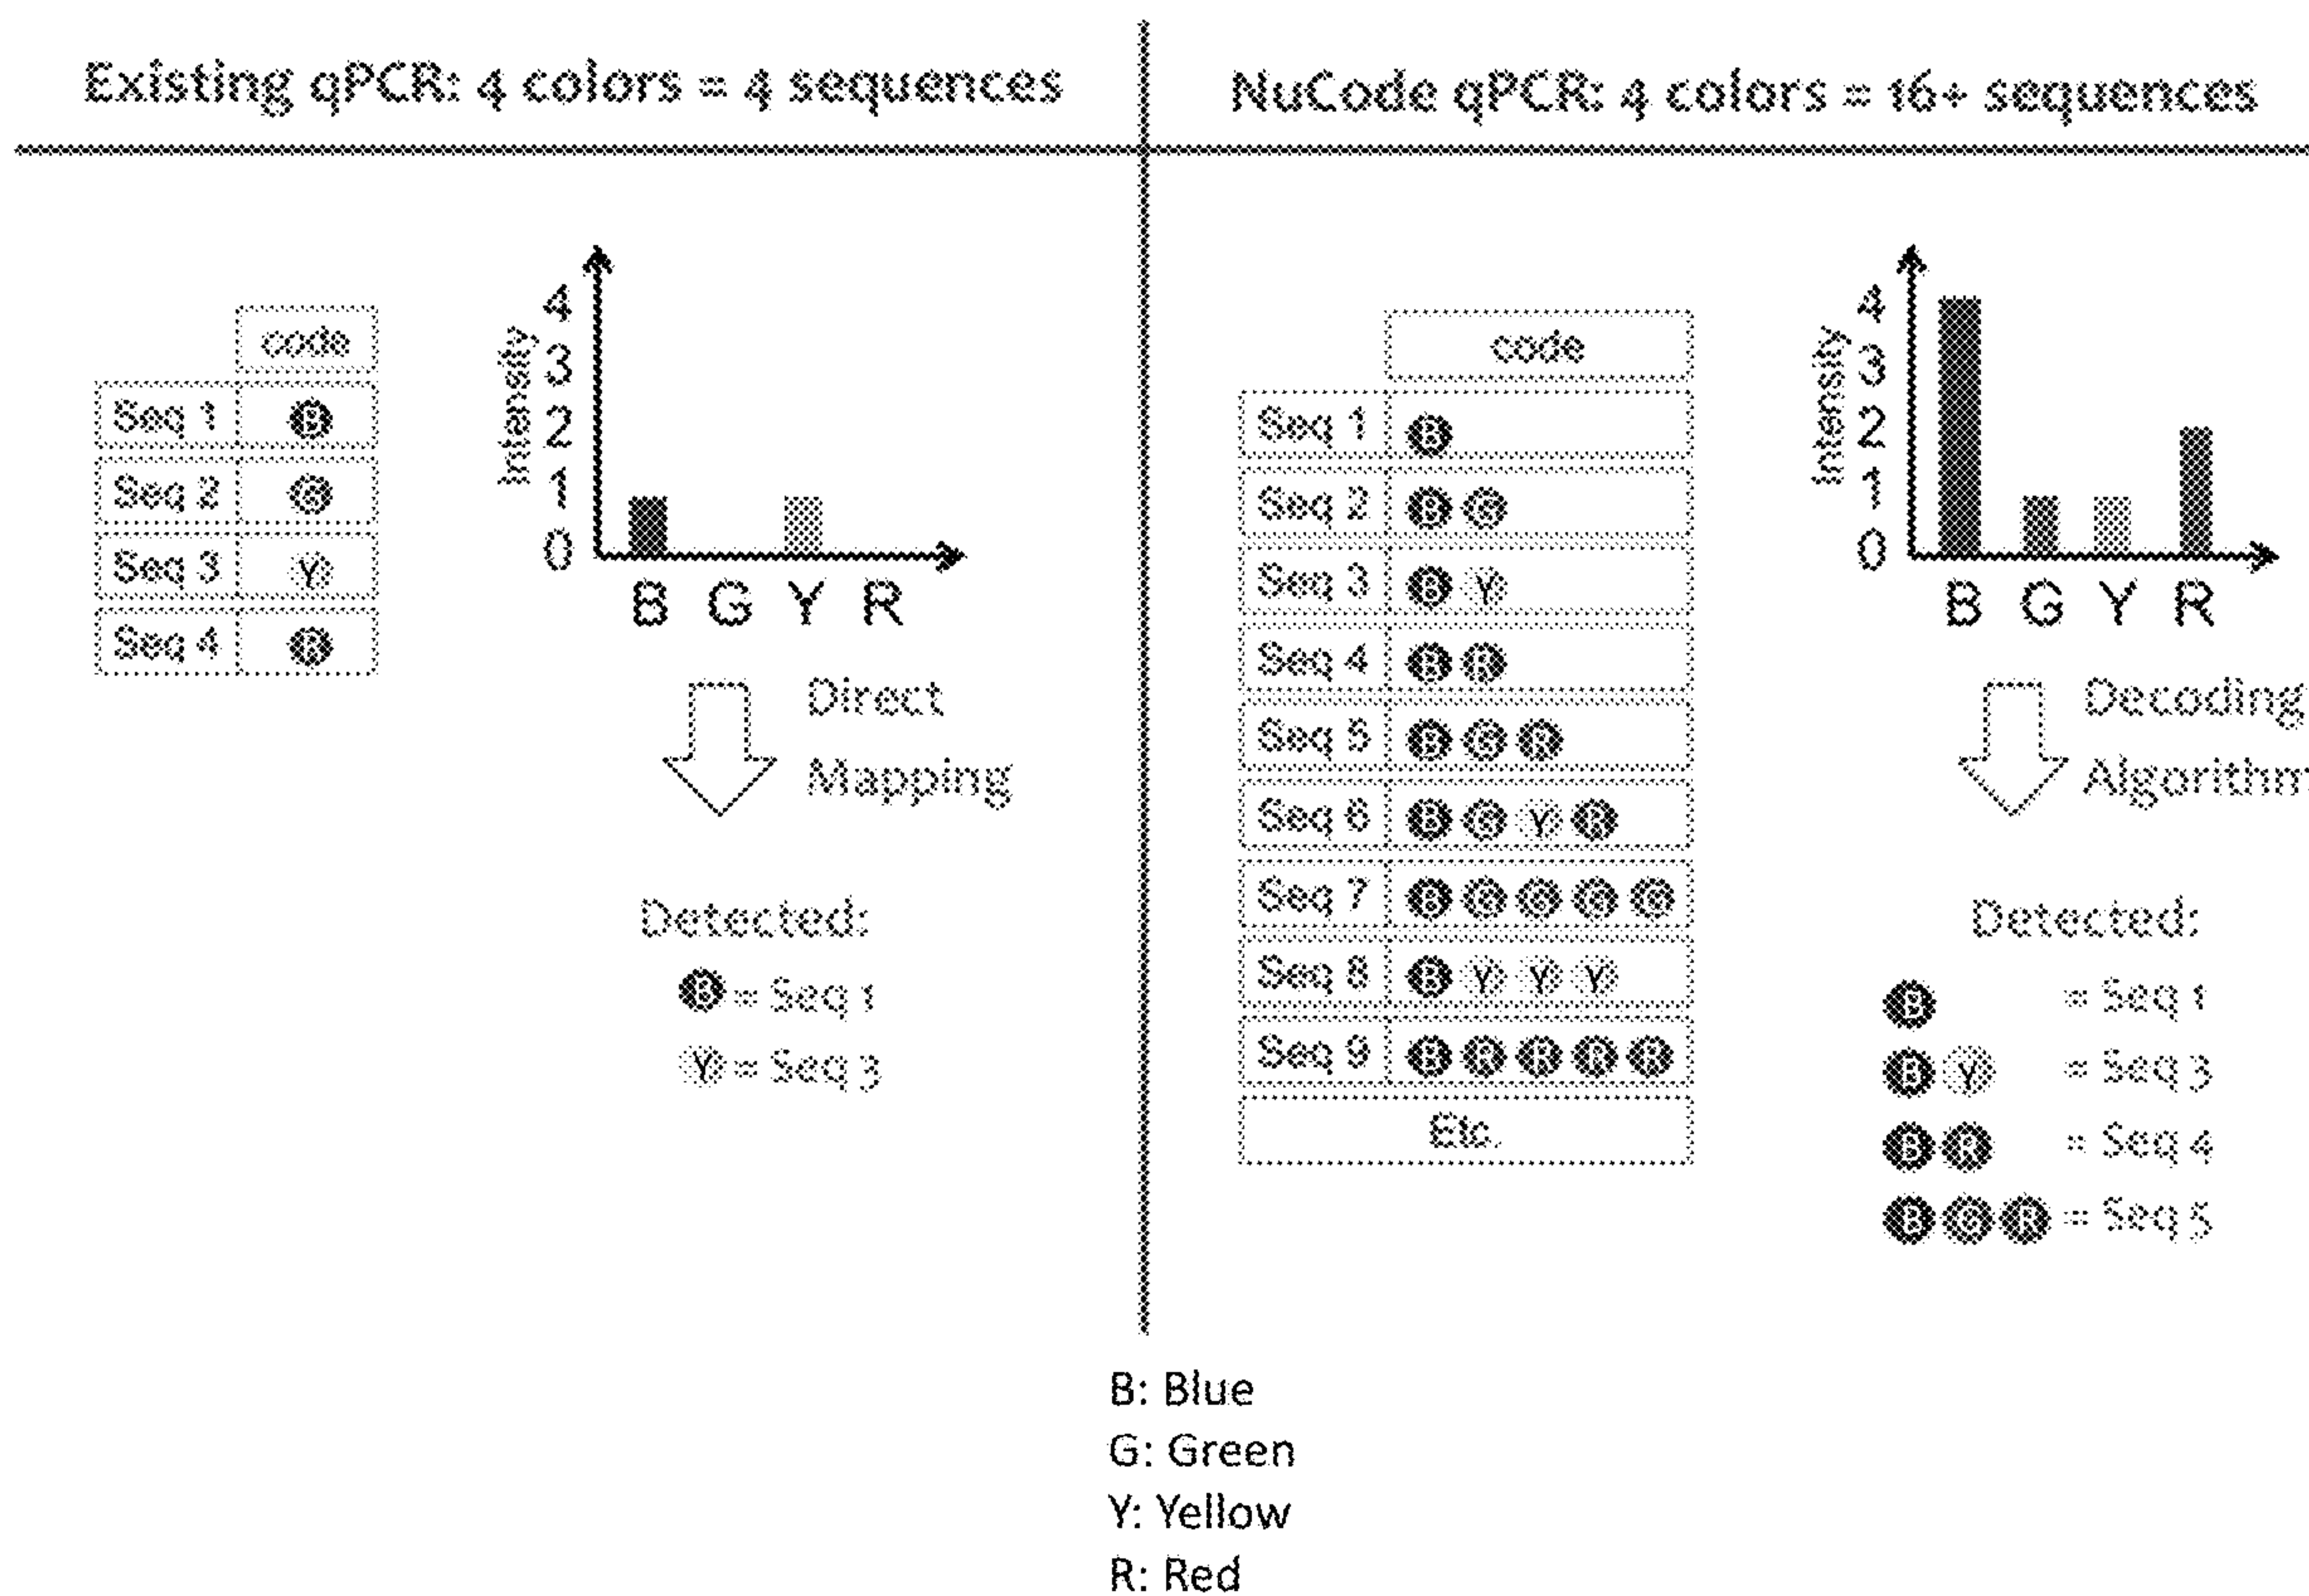 Existing qPCR: 4 colors = 4 sequences
code
Seq 1 B
Seq 2 G
Seq 3 Y
Seq 4 R
Intensity
4
3
2
1
0
B G Y R
Direct
Mapping
Detected:
B = Seq 1
Y = Seq 3
NuCode qPCR: 4 colors = 16+ sequences
code
Seq 1 B
Seq 2 B G
Seq 3 B Y
Seq 4 B R
Seq 5 B G R
Seq 6 B G Y R
Seq 7 B G G G G
Seq 8 B Y Y Y
Seq 9 B R R R R
Etc.
Intensity
4
3
2
1
0
B G Y R
Decoding
Algorithm
Detected:
B = Seq 1
B Y = Seq 3
B R = Seq 4
B G R = Seq 5
B: Blue
G: Green
Y: Yellow
R: Red